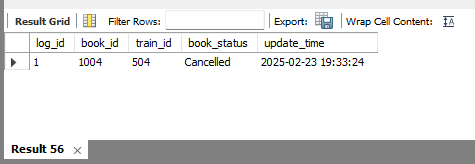 Result Grid Filter Rows: Export: Wrap Cell Content:
log_id book_id train_id book_status update_time
1 1004 504 Cancelled 2025-02-23 19:33:24
Result 56 ×